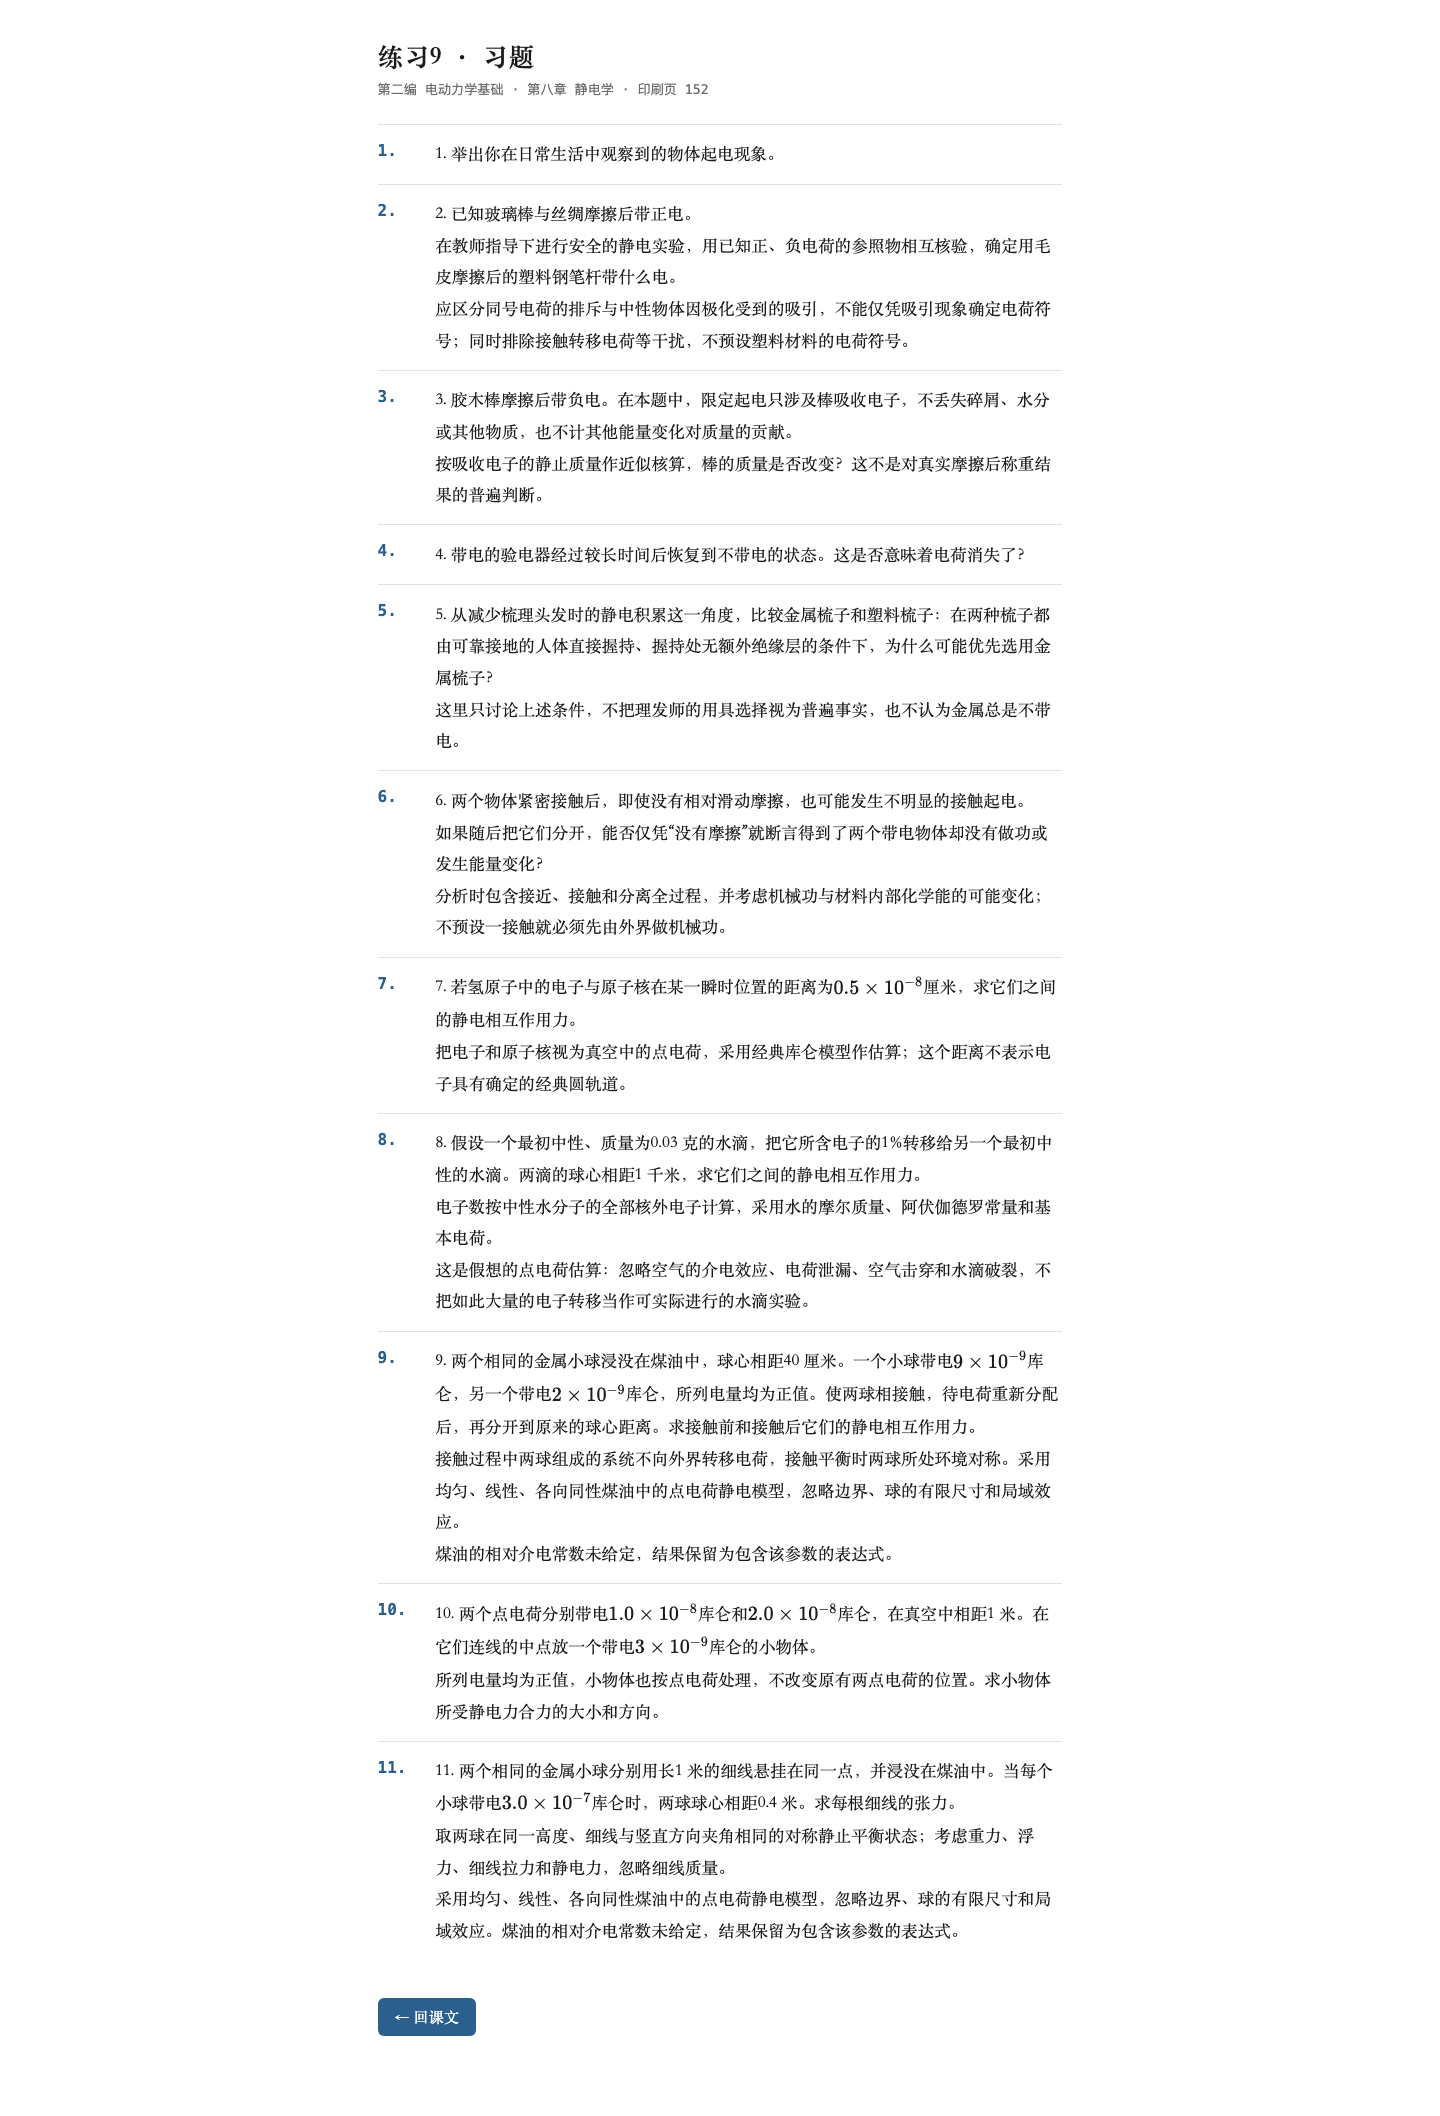 练习9 · 习题
第二编 电动力学基础 · 第八章 静电学 · 印刷页 152
1. 1. 举出你在日常生活中观察到的物体起电现象。
2. 2. 已知玻璃棒与丝绸摩擦后带正电。
在教师指导下进行安全的静电实验，用已知正、负电荷的参照物相互核验，确定用毛
皮摩擦后的塑料钢笔杆带什么电。
应区分同号电荷的排斥与中性物体因极化受到的吸引，不能仅凭吸引现象确定电荷符
号；同时排除接触转移电荷等干扰，不预设塑料材料的电荷符号。
3. 3. 胶木棒摩擦后带负电。在本题中，限定起电只涉及棒吸收电子，不丢失碎屑、水分
或其他物质，也不计其他能量变化对质量的贡献。
按吸收电子的静止质量作近似核算，棒的质量是否改变？这不是对真实摩擦后称重结
果的普遍判断。
4. 4. 带电的验电器经过较长时间后恢复到不带电的状态。这是否意味着电荷消失了？
5. 5. 从减少梳理头发时的静电积累这一角度，比较金属梳子和塑料梳子：在两种梳子都
由可靠接地的人体直接握持、握持处无额外绝缘层的条件下，为什么可能优先选用金
属梳子？
这里只讨论上述条件，不把理发师的用具选择视为普遍事实，也不认为金属总是不带
电。
6. 6. 两个物体紧密接触后，即使没有相对滑动摩擦，也可能发生不明显的接触起电。
如果随后把它们分开，能否仅凭“没有摩擦”就断言得到了两个带电物体却没有做功或
发生能量变化？
分析时包含接近、接触和分离全过程，并考虑机械功与材料内部化学能的可能变化；
不预设一接触就必须先由外界做机械功。
7. 7. 若氢原子中的电子与原子核在某一瞬时位置的距离为0.5 × 10⁻⁸厘米，求它们之间
的静电相互作用力。
把电子和原子核视为真空中的点电荷，采用经典库仑模型作估算；这个距离不表示电
子具有确定的经典圆轨道。
8. 8. 假设一个最初中性、质量为0.03 克的水滴，把它所含电子的1%转移给另一个最初中
性的水滴。两滴的球心相距1 千米，求它们之间的静电相互作用力。
电子数按中性水分子的全部核外电子计算，采用水的摩尔质量、阿伏伽德罗常量和基
本电荷。
这是假想的点电荷估算：忽略空气的介电效应、电荷泄漏、空气击穿和水滴破裂，不
把如此大量的电子转移当作可实际进行的水滴实验。
9. 9. 两个相同的金属小球浸没在煤油中，球心相距40 厘米。一个小球带电9 × 10⁻⁹库
仑，另一个带电2 × 10⁻⁹库仑，所列电量均为正值。使两球相接触，待电荷重新分配
后，再分开到原来的球心距离。求接触前和接触后它们的静电相互作用力。
接触过程中两球组成的系统不向外界转移电荷，接触平衡时两球所处环境对称。采用
均匀、线性、各向同性煤油中的点电荷静电模型，忽略边界、球的有限尺寸和局域效
应。
煤油的相对介电常数未给定，结果保留为包含该参数的表达式。
10. 10. 两个点电荷分别带电1.0 × 10⁻⁸库仑和2.0 × 10⁻⁸库仑，在真空中相距1 米。在
它们连线的中点放一个带电3 × 10⁻⁹库仑的小物体。
所列电量均为正值，小物体也按点电荷处理，不改变原有两点电荷的位置。求小物体
所受静电力合力的大小和方向。
11. 11. 两个相同的金属小球分别用长1 米的细线悬挂在同一点，并浸没在煤油中。当每个
小球带电3.0 × 10⁻⁷库仑时，两球球心相距0.4 米。求每根细线的张力。
取两球在同一高度、细线与竖直方向夹角相同的对称静止平衡状态；考虑重力、浮
力、细线拉力和静电力，忽略细线质量。
采用均匀、线性、各向同性煤油中的点电荷静电模型，忽略边界、球的有限尺寸和局
域效应。煤油的相对介电常数未给定，结果保留为包含该参数的表达式。
← 回课文